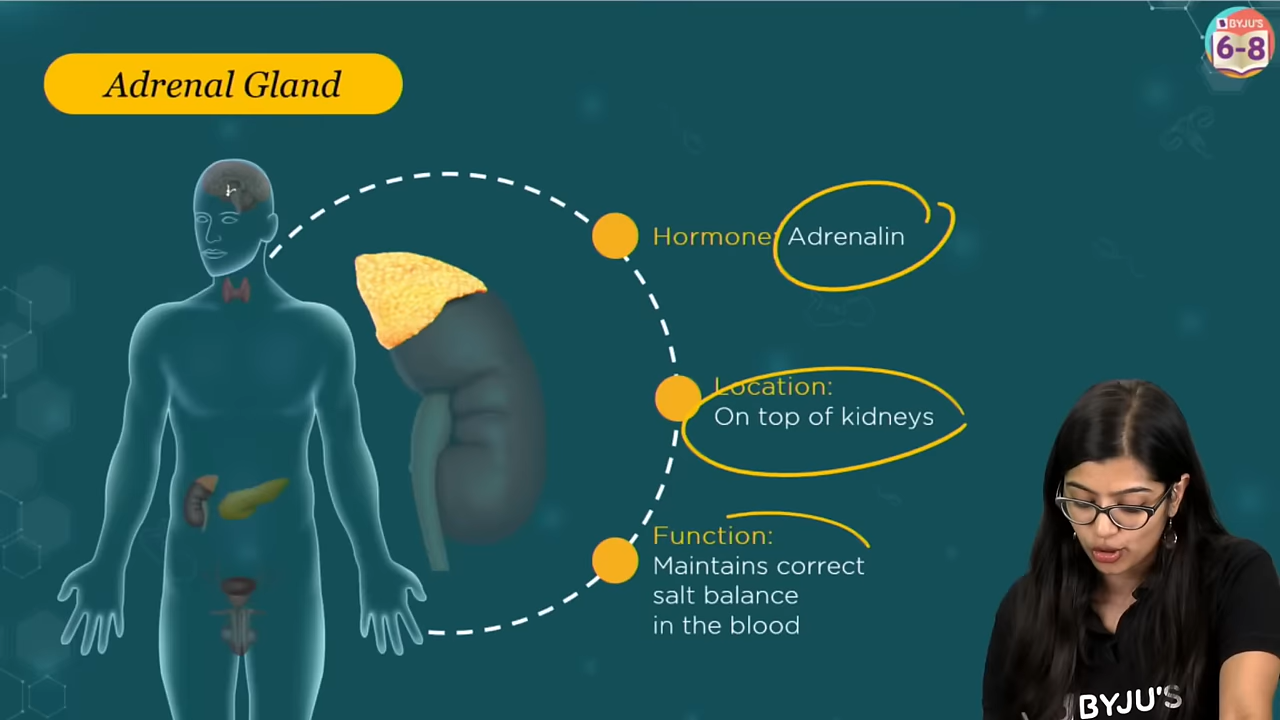 BYJU'S
6-8
Adrenal Gland
Hormone: Adrenalin
Location:
On top of kidneys
Function:
Maintains correct
salt balance
in the blood
BYJU'S